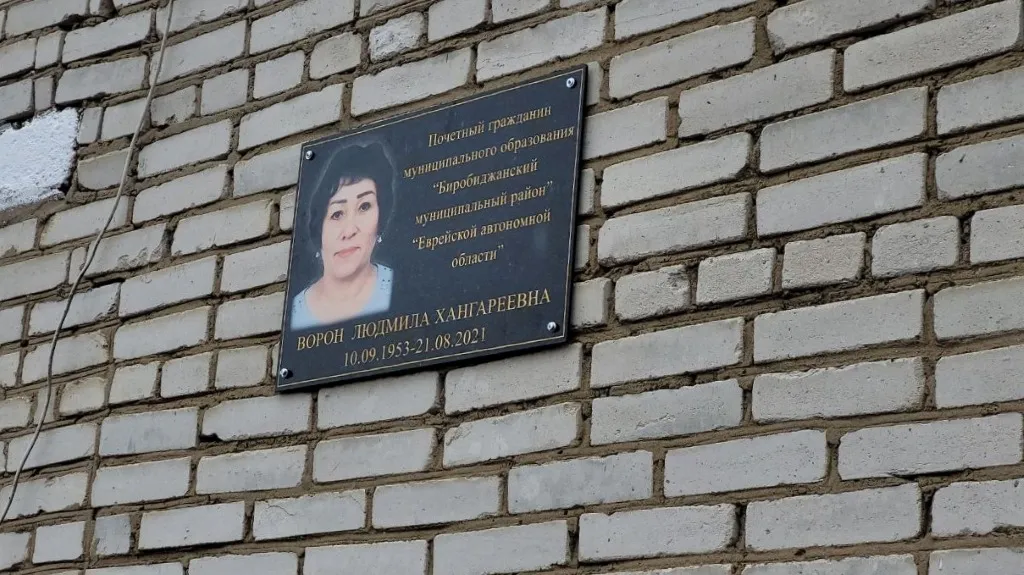 Почетный гражданин
муниципального образования
“Биробиджанский
муниципальный район”
“Еврейской автономной
области”
ВОРОН ЛЮДМИЛА ХАНГАРЕЕВНА
10.09.1953-21.08.2021